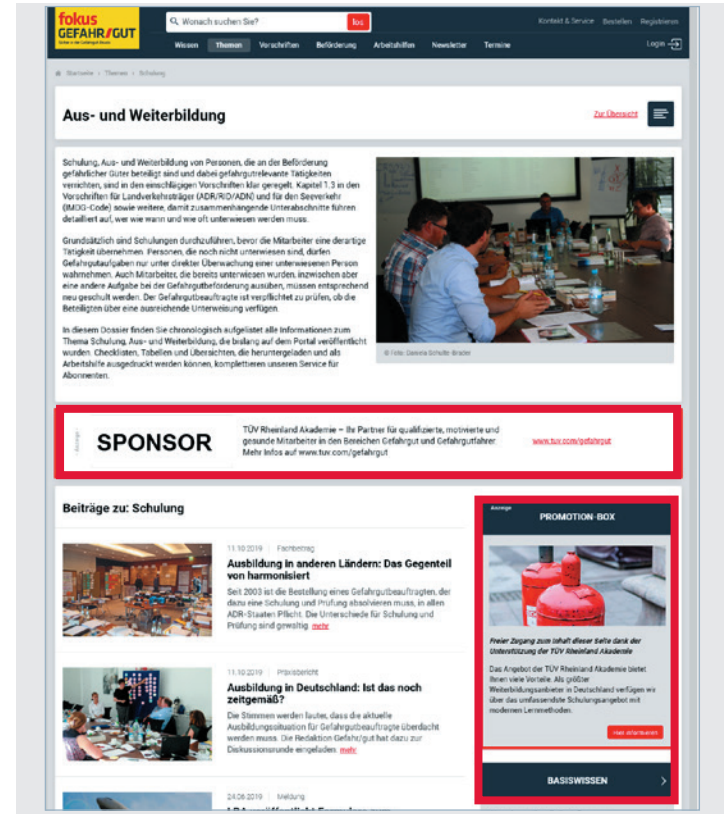 fokus
GEFAHR/GUT
Wonach suchen Sie?
los
Kontakt & Service Bestellen Registrieren
Wissen Themen Vorschriften Beförderung Arbeitshilfen Newsletter Termine
Login
Startseite > Themen > Schulung
Aus- und Weiterbildung
Zur Übersicht
Schulung, Aus- und Weiterbildung von Personen, die an der Beförderung
gefährlicher Güter beteiligt sind und dabei gefahrgutrelevante Tätigkeiten
verrichten, sind in den einschlägigen Vorschriften klar geregelt. Kapitel 1.3 in den
Vorschriften für Landverkehrsträger (ADR/RID/ADN) und für den Seeverkehr
(IMDG-Code) sowie weitere, damit zusammenhängende Unterabschnitte führen
detailliert auf, wer wie wann und wie oft unterwiesen werden muss.
Grundsätzlich sind Schulungen durchzuführen, bevor die Mitarbeiter eine derartige
Tätigkeit übernehmen. Personen, die noch nicht unterwiesen sind, dürfen
Gefahrgutaufgaben nur unter direkter Überwachung einer unterwiesenen Person
wahrnehmen. Auch Mitarbeiter, die bereits unterwiesen wurden, inzwischen aber
eine andere Aufgabe bei der Gefahrgutbeförderung ausüben, müssen entsprechend
neu geschult werden. Der Gefahrgutbeauftragte ist verpflichtet zu prüfen, ob die
Beteiligten über eine ausreichende Unterweisung verfügen.
In diesem Dossier finden Sie chronologisch aufgelistet alle Informationen zum
Thema Schulung, Aus- und Weiterbildung, die bislang auf dem Portal veröffentlicht
wurden. Checklisten, Tabellen und Übersichten, die heruntergeladen und als
Arbeitshilfe ausgedruckt werden können, komplettieren unseren Service für
Abonnenten.
© Foto: Daniela Schulte-Brader
- Anzeige -
SPONSOR
TÜV Rheinland Akademie – Ihr Partner für qualifizierte, motivierte und
gesunde Mitarbeiter in den Bereichen Gefahrgut und Gefahrgutfahrer.
Mehr Infos auf www.tuv.com/gefahrgut
www.tuv.com/gefahrgut
Beiträge zu: Schulung
11.10.2019 | Fachbeitrag
Ausbildung in anderen Ländern: Das Gegenteil
von harmonisiert
Seit 2003 ist die Bestellung eines Gefahrgutbeauftragten, der
dazu eine Schulung und Prüfung absolvieren muss, in allen
ADR-Staaten Pflicht. Die Unterschiede für Schulung und
Prüfung sind gewaltig. mehr
11.10.2019 | Praxisbericht
Ausbildung in Deutschland: Ist das noch
zeitgemäß?
Die Stimmen werden lauter, dass die aktuelle
Ausbildungssituation für Gefahrgutbeauftragte überdacht
werden muss. Die Redaktion Gefahr/gut hat dazu zur
Diskussionsrunde eingeladen. mehr
24.06.2019 | Meldung
Anzeige
PROMOTION-BOX
Freier Zugang zum Inhalt dieser Seite dank der
Unterstützung der TÜV Rheinland Akademie
Das Angebot der TÜV Rheinland Akademie bietet
Ihnen viele Vorteile. Als größter
Weiterbildungsanbieter in Deutschland verfügen wir
über das umfassendste Schulungsangebot mit
modernen Lernmethoden.
Hier informieren
BASISWISSEN